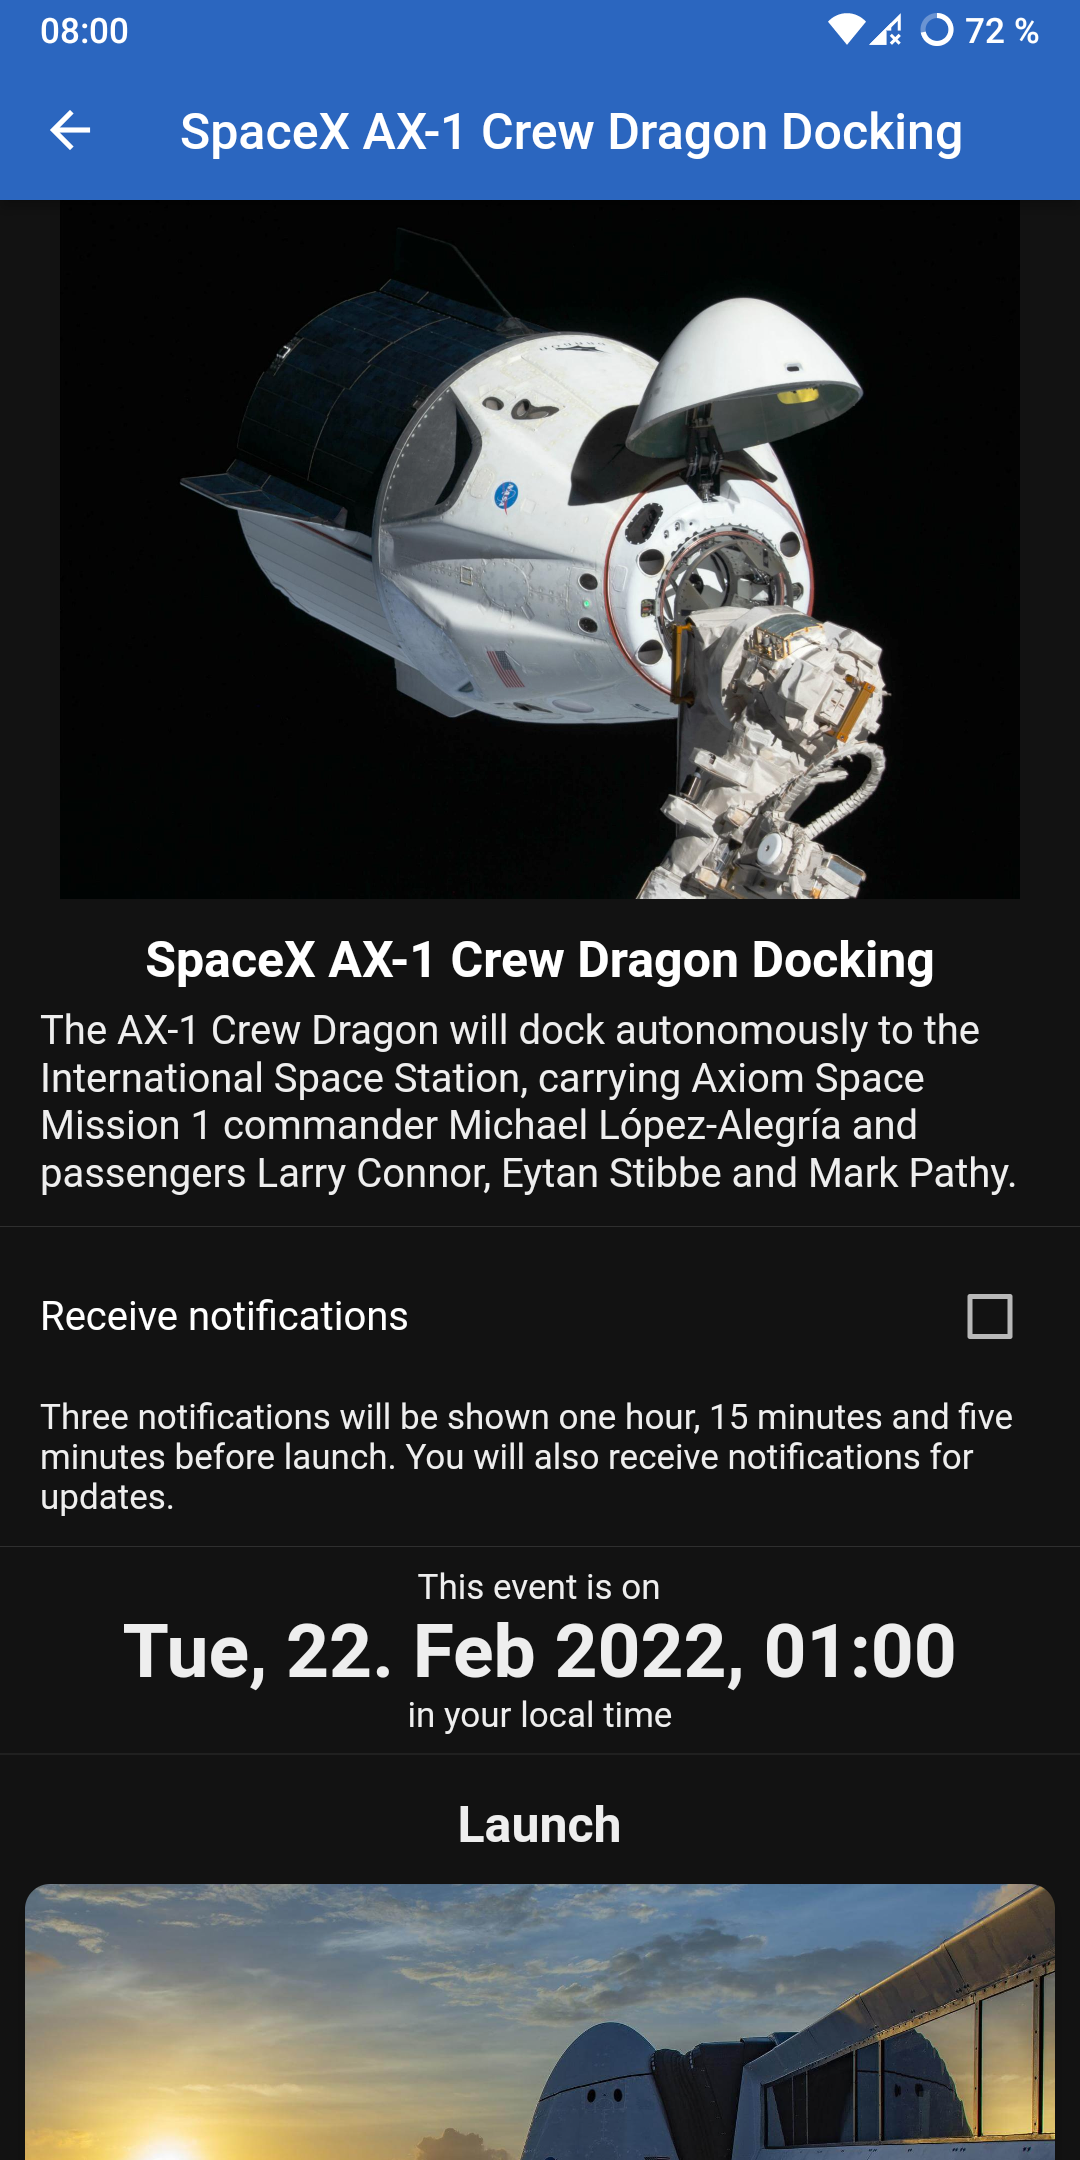 08:00
72 %
SpaceX AX-1 Crew Dragon Docking
NASA
SpaceX AX-1 Crew Dragon Docking
The AX-1 Crew Dragon will dock autonomously to the
International Space Station, carrying Axiom Space
Mission 1 commander Michael López-Alegría and
passengers Larry Connor, Eytan Stibbe and Mark Pathy.
Receive notifications
Three notifications will be shown one hour, 15 minutes and five
minutes before launch. You will also receive notifications for
updates.
This event is on
Tue, 22. Feb 2022, 01:00
in your local time
Launch